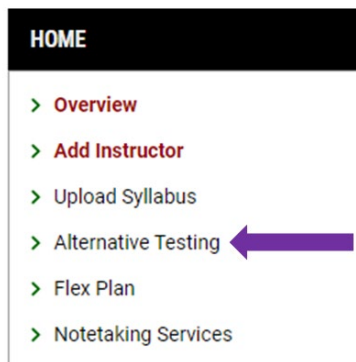 HOME
Overview
Add Instructor
Upload Syllabus
Alternative Testing
Flex Plan
Notetaking Services